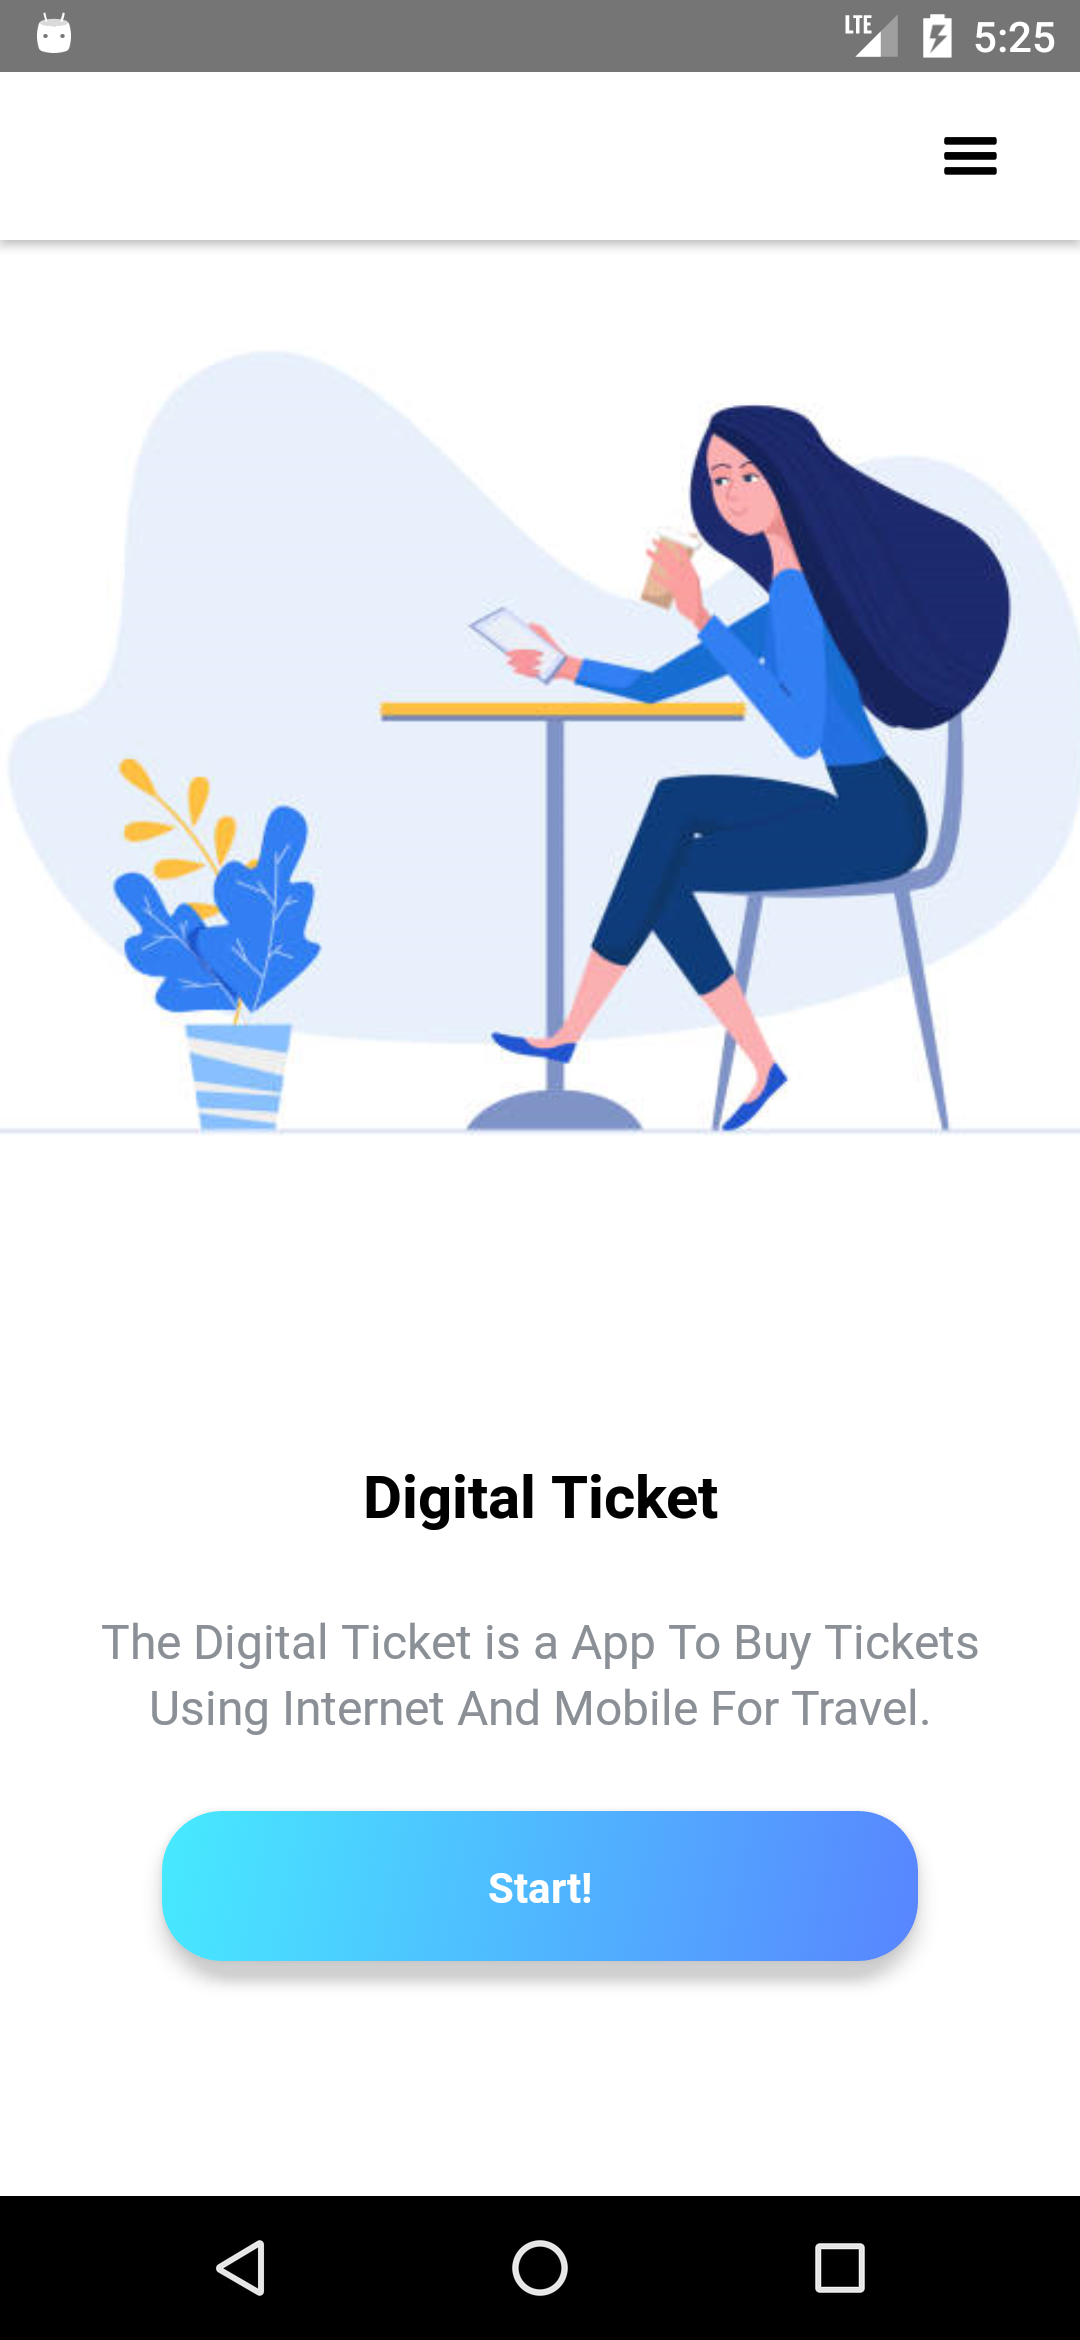 LTE 5:25
Digital Ticket
The Digital Ticket is a App To Buy Tickets
Using Internet And Mobile For Travel.
Start!